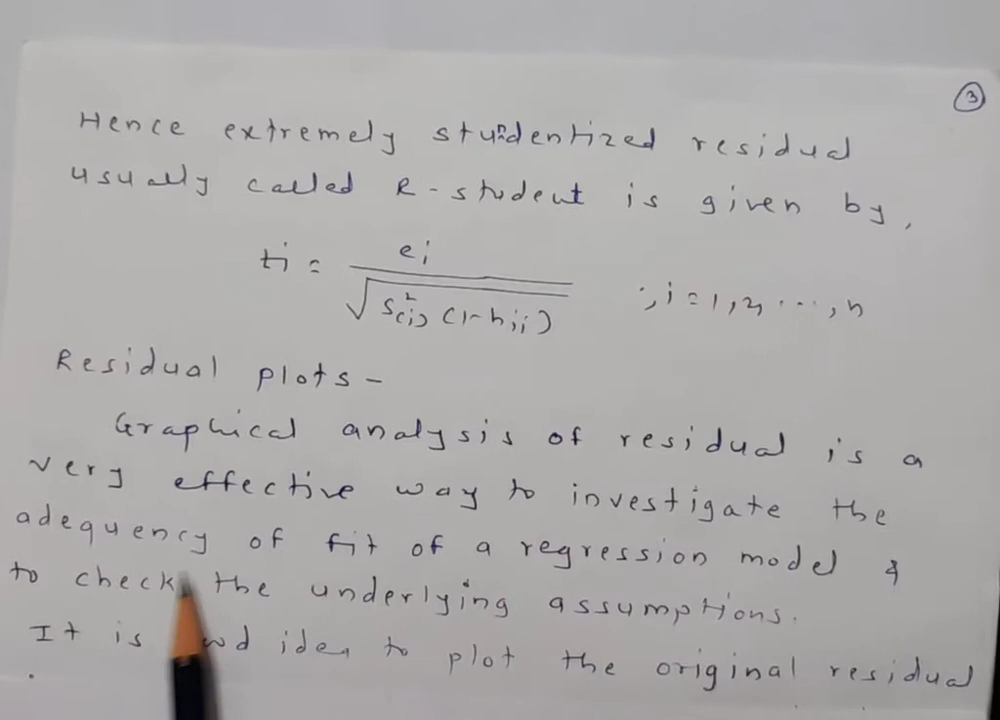 3
Hence extremely studentized residual
usually called R-student is given by,
ti = ei / √(S²(i) (1-hii)) ; i = 1, 2, ..., n
Residual plots -
Graphical analysis of residual is a
very effective way to investigate the
adequency of fit of a regression model &
to check the underlying assumptions.
It is idea to plot the original residual